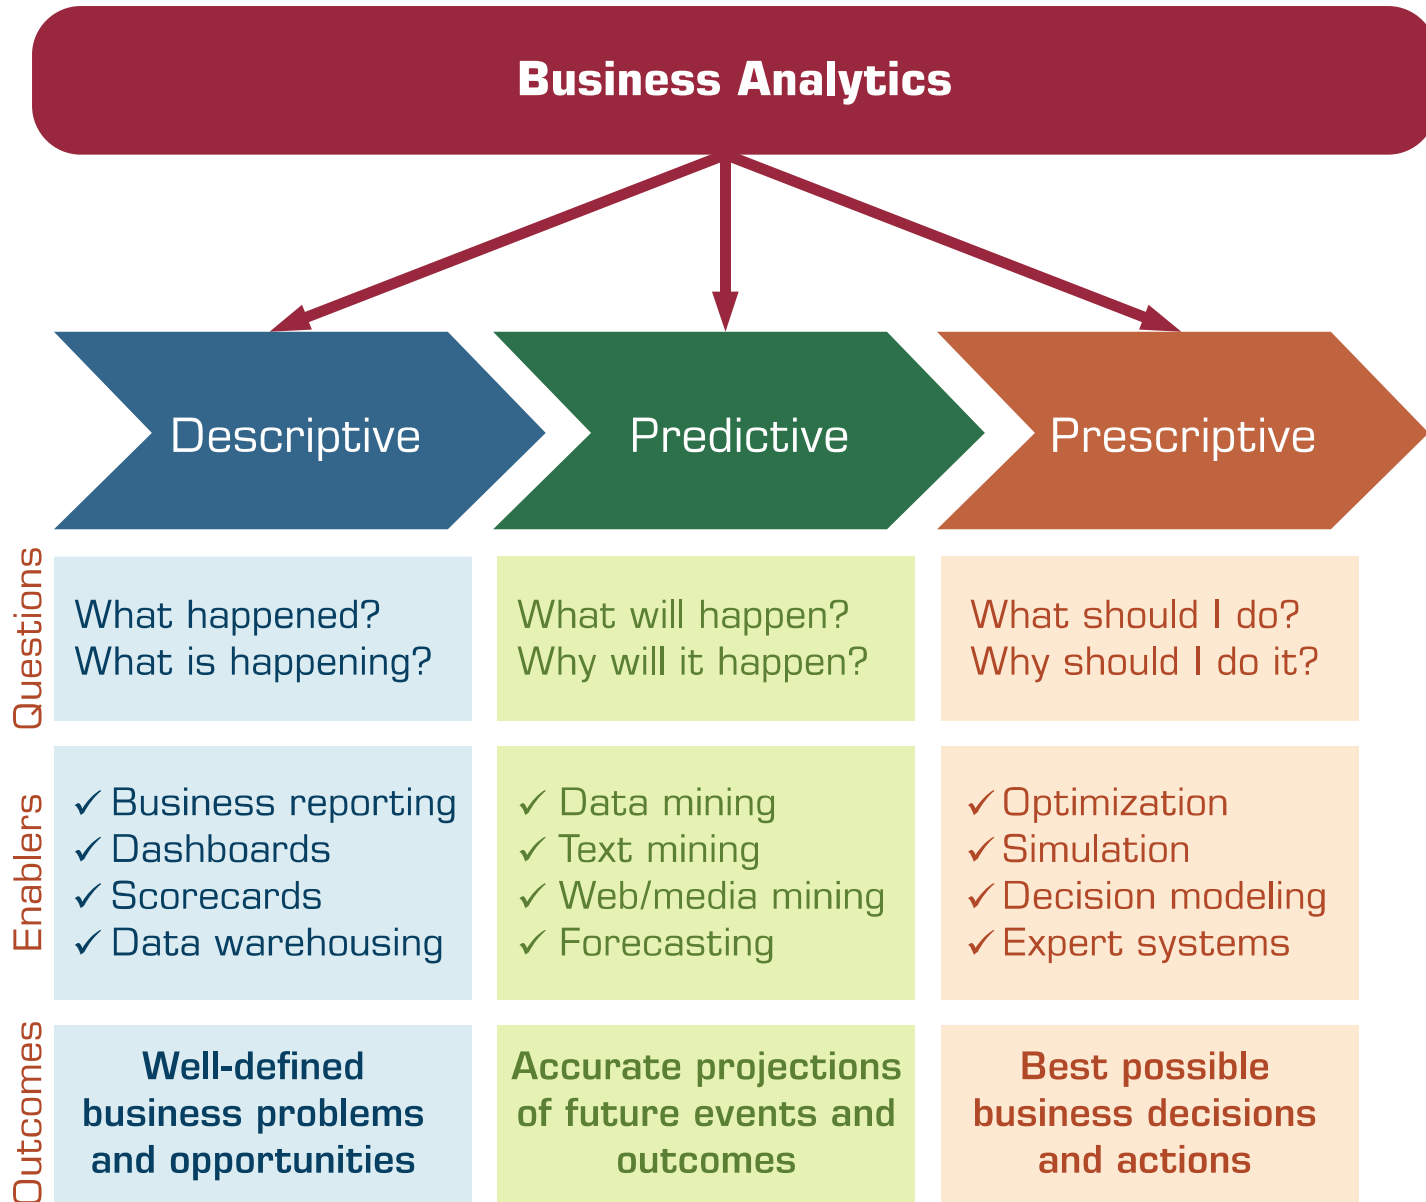 Business Analytics
Descriptive
Predictive
Prescriptive
Questions
What happened?
What is happening?
What will happen?
Why will it happen?
What should I do?
Why should I do it?
Enablers
✓ Business reporting
✓ Dashboards
✓ Scorecards
✓ Data warehousing
✓ Data mining
✓ Text mining
✓ Web/media mining
✓ Forecasting
✓ Optimization
✓ Simulation
✓ Decision modeling
✓ Expert systems
Outcomes
Well-defined
business problems
and opportunities
Accurate projections
of future events and
outcomes
Best possible
business decisions
and actions